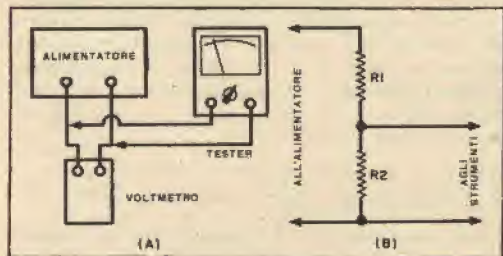 ALIMENTATORE
TESTER
VOLTMETRO
(A)
ALL'ALIMENTATORE
R1
R2
AGLI
STRUMENTI
(B)